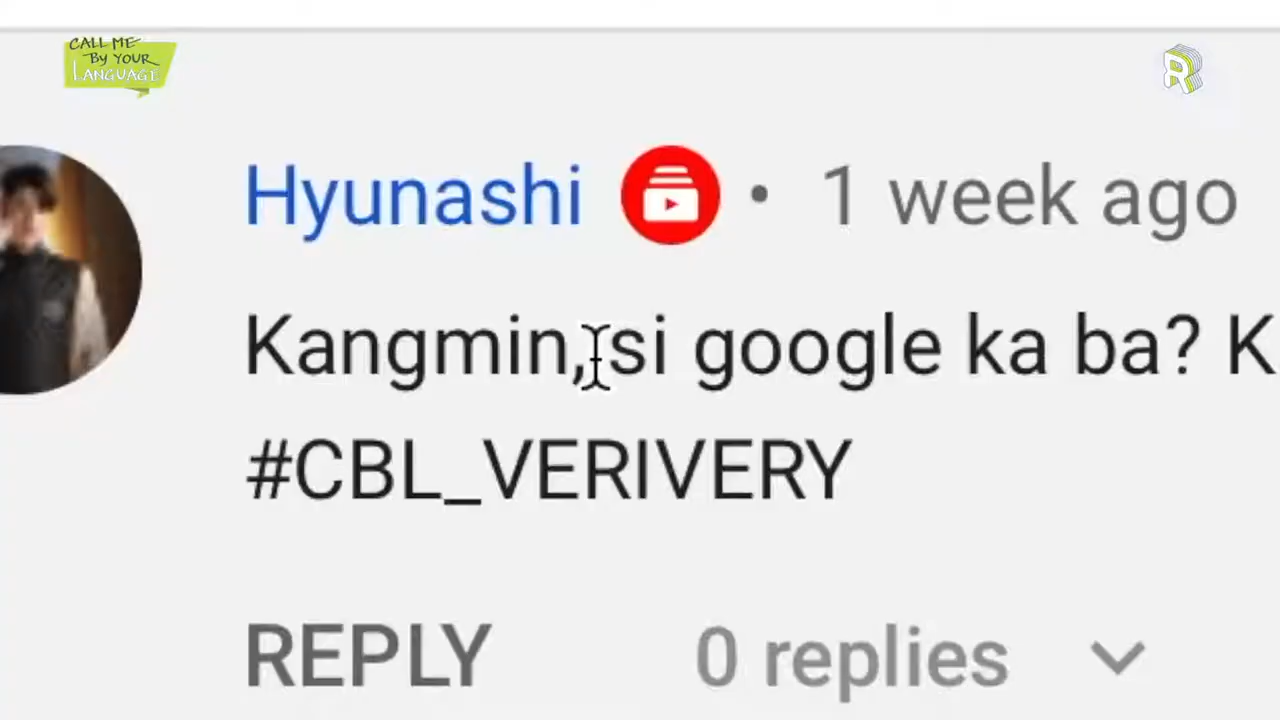 CALL ME
BY YOUR
LANGUAGE
R
Hyunashi • 1 week ago
Kangmin, si google ka ba? K
#CBL_VERIVERY
REPLY 0 replies